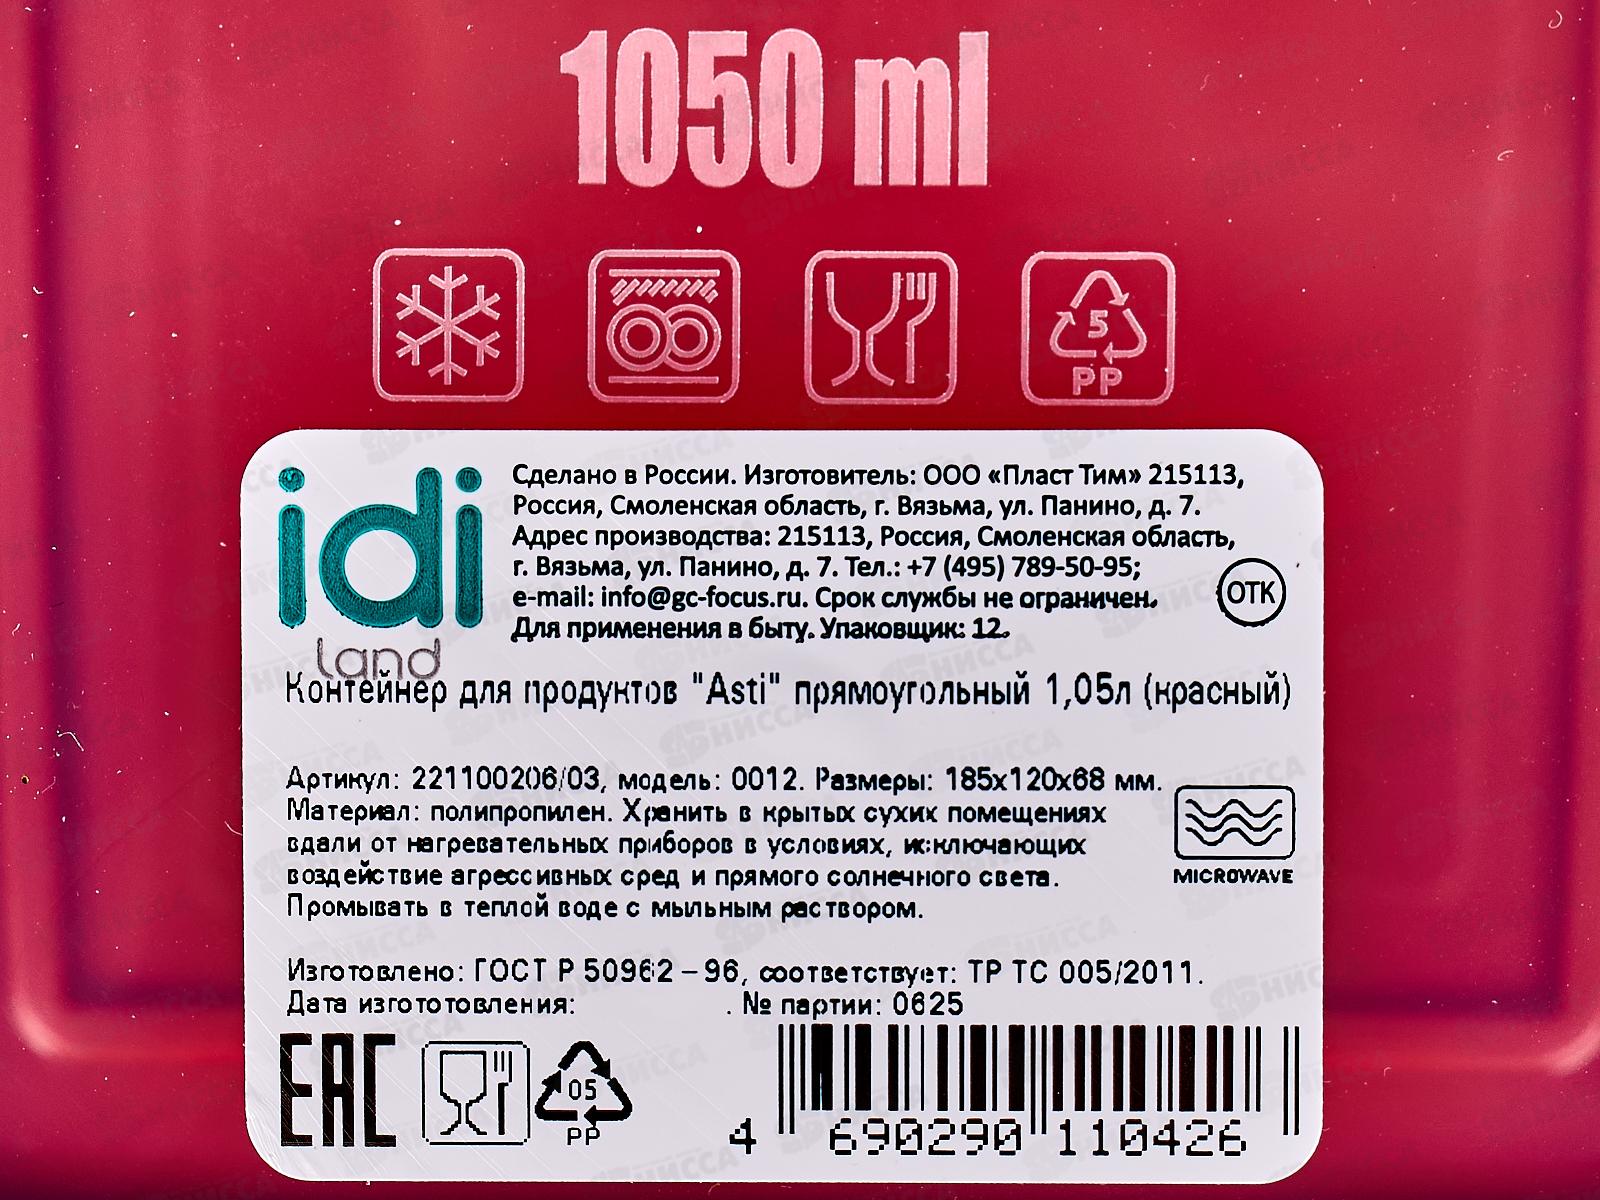 1050 ml
5
PP
idi
land
Сделано в России. Изготовитель: ООО «Пласт Тим» 215113,
Россия, Смоленская область, г. Вязьма, ул. Панино, д. 7.
Адрес производства: 215113, Россия, Смоленская область,
г. Вязьма, ул. Панино, д. 7. Тел.: +7 (495) 789-50-95;
e-mail: info@gc-focus.ru. Срок службы не ограничен.
Для применения в быту. Упаковщик: 12.
ОТК
Контейнер для продуктов "Asti" прямоугольный 1,05л (красный)
Артикул: 221100206/03, модель: 0012. Размеры: 185х120х68 мм.
Материал: полипропилен. Хранить в крытых сухих помещениях
вдали от нагревательных приборов в условиях, исключающих
воздействие агрессивных сред и прямого солнечного света.
Промывать в теплой воде с мыльным раствором.
MICROWAVE
Изготовлено: ГОСТ Р 50962 – 96, соответствует: ТР ТС 005/2011.
Дата изгототовления: . № партии: 0625
EAC
05
PP
4 690290 110426